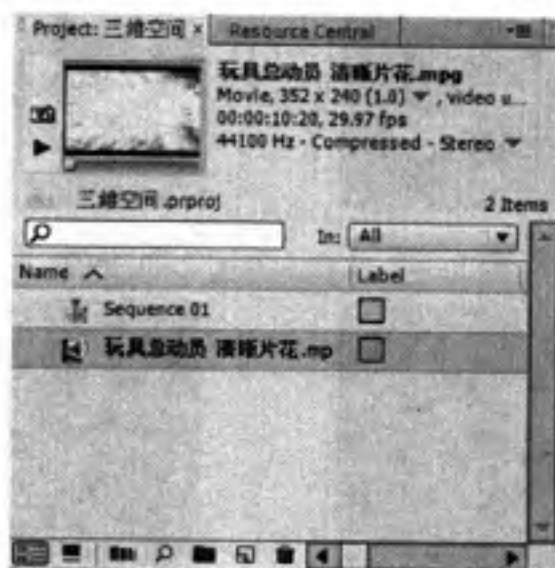 Project: 三维空间 × Resource Central
玩具总动员 清晰片花.mpg
Movie, 352 x 240 (1.0) ▼ , video u...
00:00:10:20, 29.97 fps
44100 Hz - Compressed - Stereo ▼
三维空间.prproj 2 Items
In: All
Name Label
Sequence 01
玩具总动员 清晰片花.mp